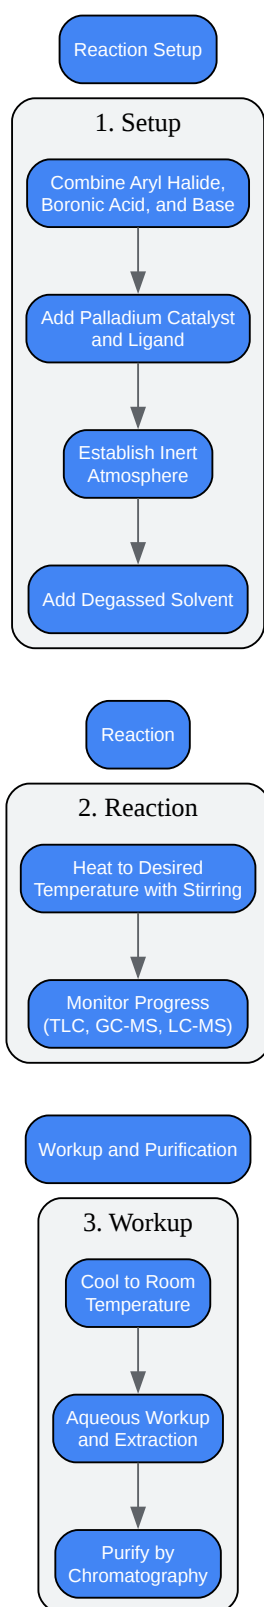 Reaction Setup
1. Setup
Combine Aryl Halide,
Boronic Acid, and Base
Add Palladium Catalyst
and Ligand
Establish Inert
Atmosphere
Add Degassed Solvent
Reaction
2. Reaction
Heat to Desired
Temperature with Stirring
Monitor Progress
(TLC, GC-MS, LC-MS)
Workup and Purification
3. Workup
Cool to Room
Temperature
Aqueous Workup
and Extraction
Purify by
Chromatography